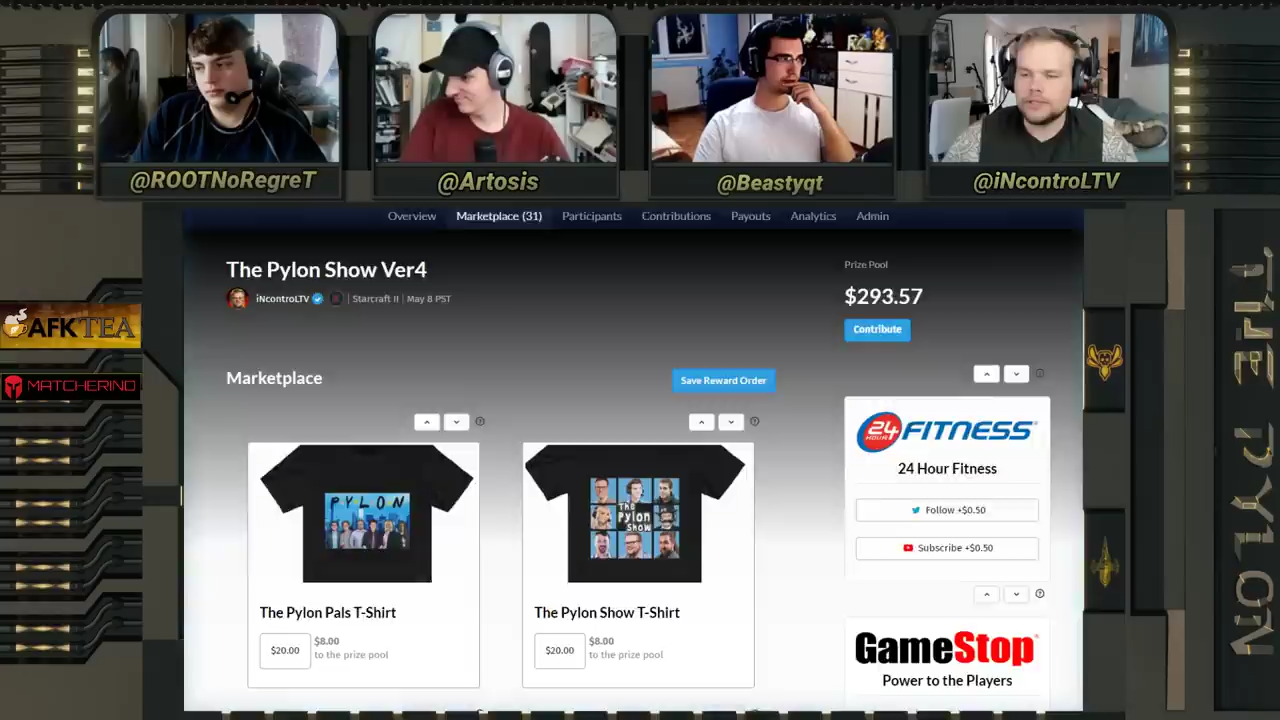 @ROOTNoRegreT
@Artosis
@Beastyqt
@iNcontroLTV
Overview
Marketplace (31)
Participants
Contributions
Payouts
Analytics
Admin
The Pylon Show Ver4
iNcontroLTV
Starcraft II | May 8 PST
Prize Pool
$293.57
Contribute
AFKTEA
MATCHERINO
Marketplace
Save Reward Order
PYLON
The Pylon Pals T-Shirt
$20.00
$8.00
to the prize pool
The
Pylon
Show
The Pylon Show T-Shirt
$20.00
$8.00
to the prize pool
24 HOUR FITNESS
24 Hour Fitness
Follow +$0.50
Subscribe +$0.50
GameStop
Power to the Players
THE PYLON